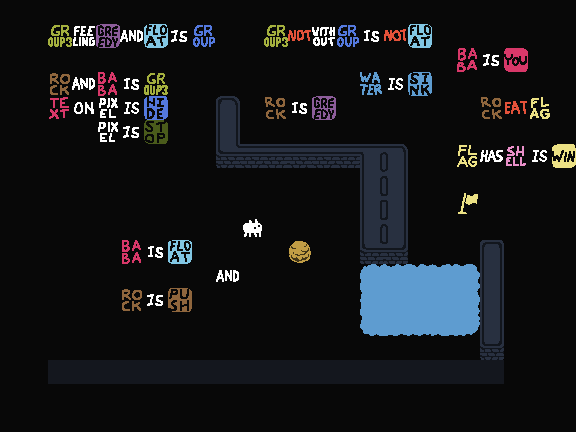 GROUP3 FEELING GREEDY AND FLOAT IS GROUP
GROUP3 NOT WITHOUT GROUP IS NOT FLOAT
BABA IS YOU
ROCK AND BABA IS GROUP3
WATER IS SINK
TEXT ON PIXEL IS HIDE
ROCK IS GREEDY
ROCK EAT FLAG
PIXEL IS STOP
FLAG HAS SHELL IS WIN
BABA IS FLOAT
AND
ROCK IS PUSH